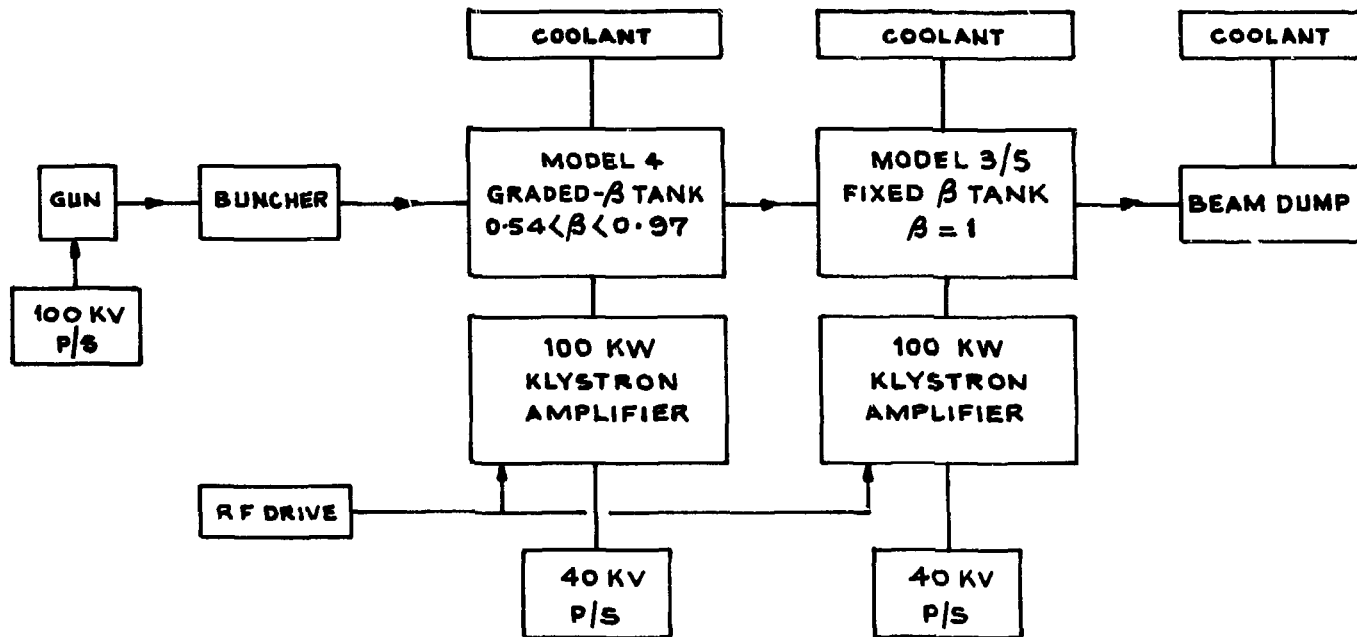 COOLANT
COOLANT
COOLANT
GUN
BUNCHER
MODEL 4
GRADED-β TANK
0.54<β<0.97
MODEL 3/5
FIXED β TANK
β = 1
BEAM DUMP
100 KV
P/S
100 KW
KLYSTRON
AMPLIFIER
100 KW
KLYSTRON
AMPLIFIER
RF DRIVE
40 KV
P/S
40 KV
P/S